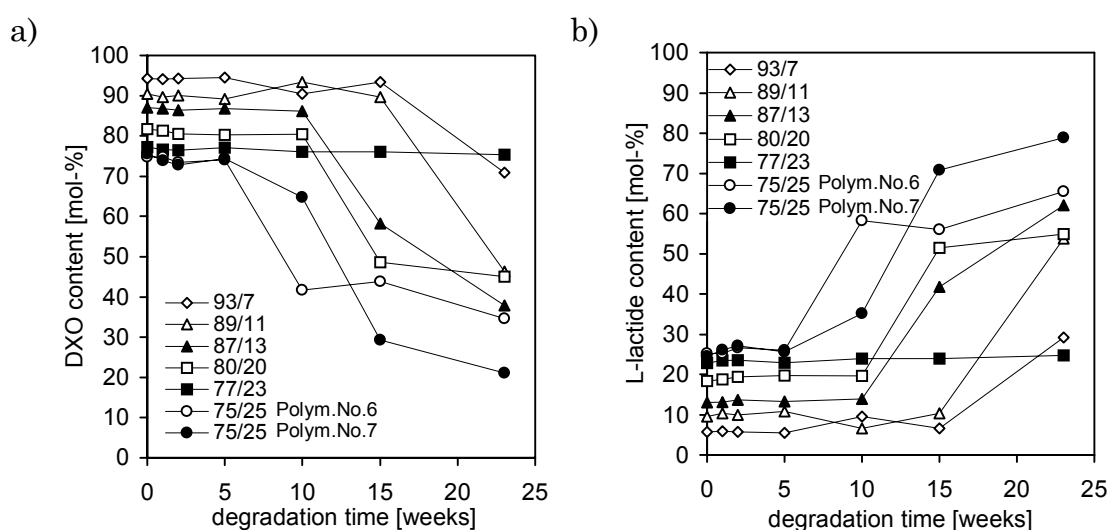 a)
DXO content [mol-%]
100
90
80
70
60
50
40
30
20
10
0
93/7
89/11
87/13
80/20
77/23
75/25 Polym.No.6
75/25 Polym.No.7
0 5 10 15 20 25
degradation time [weeks]
b)
L-lactide content [mol-%]
100
90
80
70
60
50
40
30
20
10
0
93/7
89/11
87/13
80/20
77/23
75/25 Polym.No.6
75/25 Polym.No.7
0 5 10 15 20 25
degradation time [weeks]